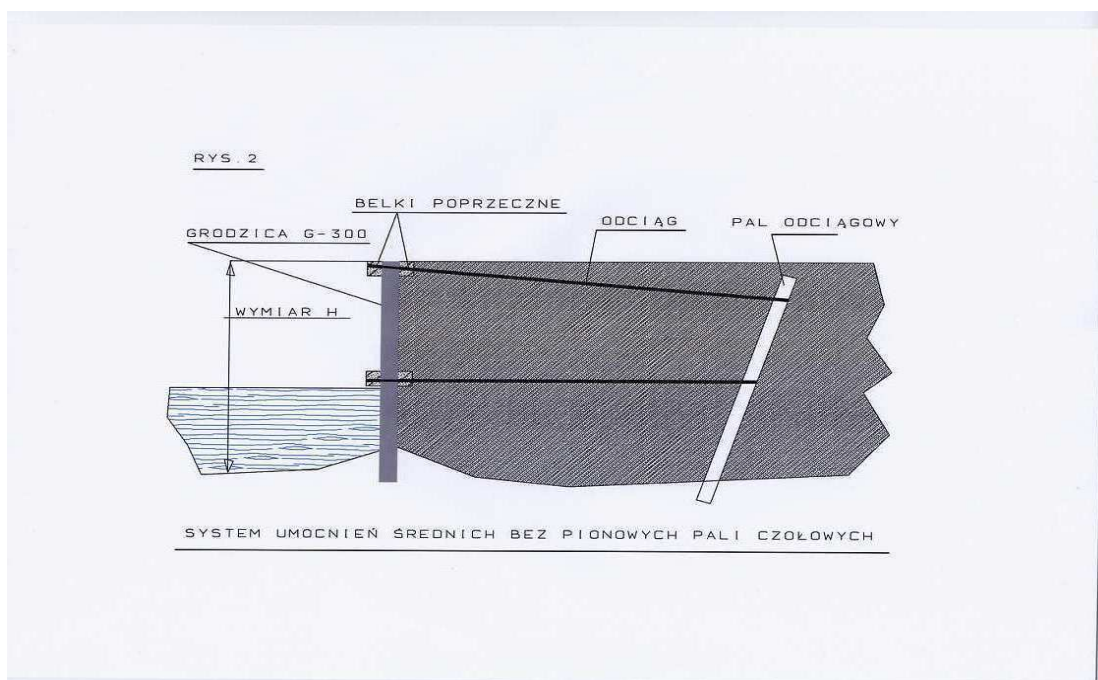 RYS.2
BELKI POPRZECZNE
ODCIĄG
PAL ODCIĄGOWY
GRODZICA G-300
WYMIAR H
SYSTEM UMOCNIEŃ ŚREDNICH BEZ PIONOWYCH PALI CZOŁOWYCH